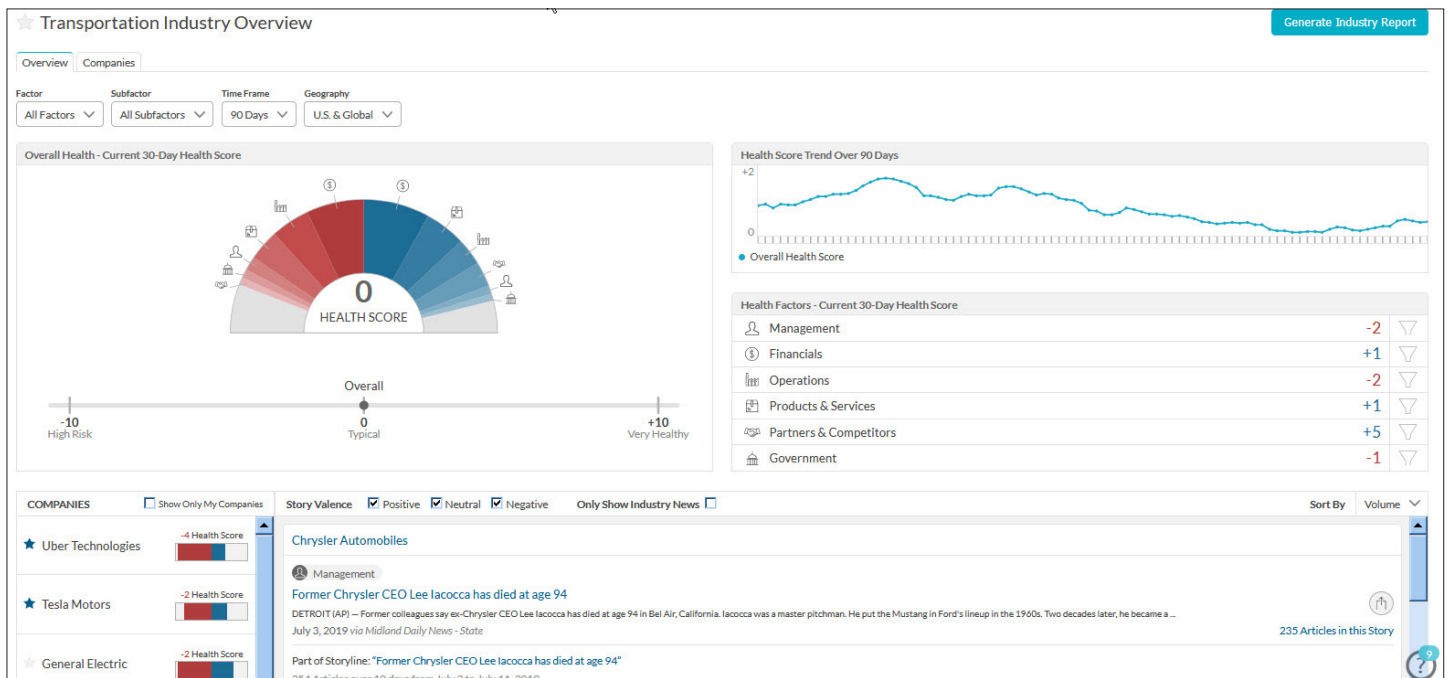 Transportation Industry Overview
Generate Industry Report
Overview Companies
Factor Subfactor Time Frame Geography
All Factors All Subfactors 90 Days U.S. & Global
Overall Health - Current 30-Day Health Score
0
HEALTH SCORE
Overall
-10 0 +10
High Risk Typical Very Healthy
Health Score Trend Over 90 Days
+2
0
Overall Health Score
Health Factors - Current 30-Day Health Score
Management -2
Financials +1
Operations -2
Products & Services +1
Partners & Competitors +5
Government -1
COMPANIES Show Only My Companies
Uber Technologies -4 Health Score
Tesla Motors -2 Health Score
General Electric -2 Health Score
Story Valence Positive Neutral Negative Only Show Industry News Sort By Volume
Chrysler Automobiles
Management
Former Chrysler CEO Lee Iacocca has died at age 94
DETROIT (AP) — Former colleagues say ex-Chrysler CEO Lee Iacocca has died at age 94 in Bel Air, California. Iacocca was a master pitchman. He put the Mustang in Ford's lineup in the 1960s. Two decades later, he became a ...
July 3, 2019 via Midland Daily News - State
235 Articles in this Story
Part of Storyline: "Former Chrysler CEO Lee Iacocca has died at age 94"
9
?